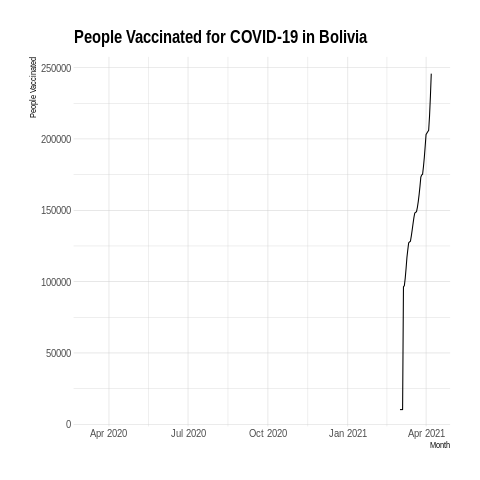 People Vaccinated for COVID-19 in Bolivia
People Vaccinated
250000
200000
150000
100000
50000
0
Apr 2020 Jul 2020 Oct 2020 Jan 2021 Apr 2021
Month